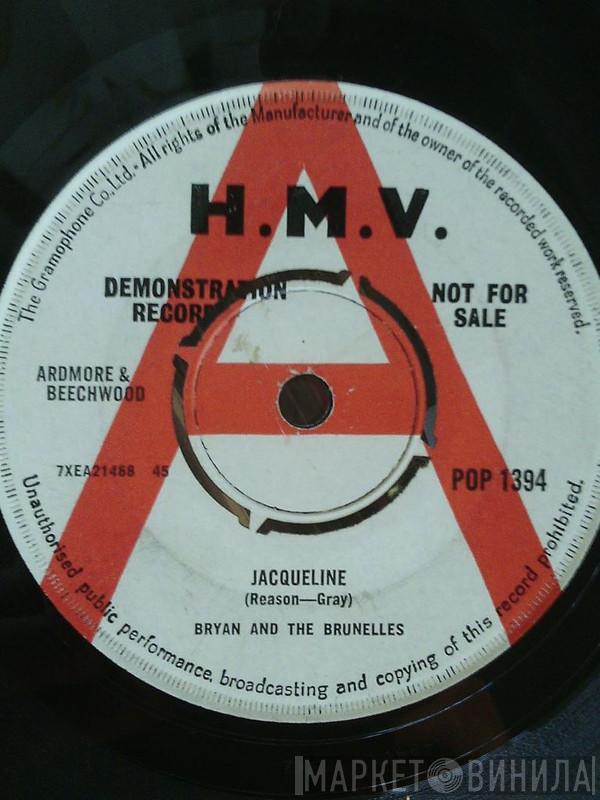 The Gramophone Co.Ltd.-All rights of the Manufacturer and of the owner of the recorded work reserved.
H.M.V.
DEMONSTRATION
RECORD
NOT FOR
SALE
ARDMORE &
BEECHWOOD
7XEA21488 45
POP 1394
JACQUELINE
(Reason—Gray)
BRYAN AND THE BRUNELLES
Unauthorised public performance, broadcasting and copying of this record prohibited.
МАРКЕТ ВИНИЛА